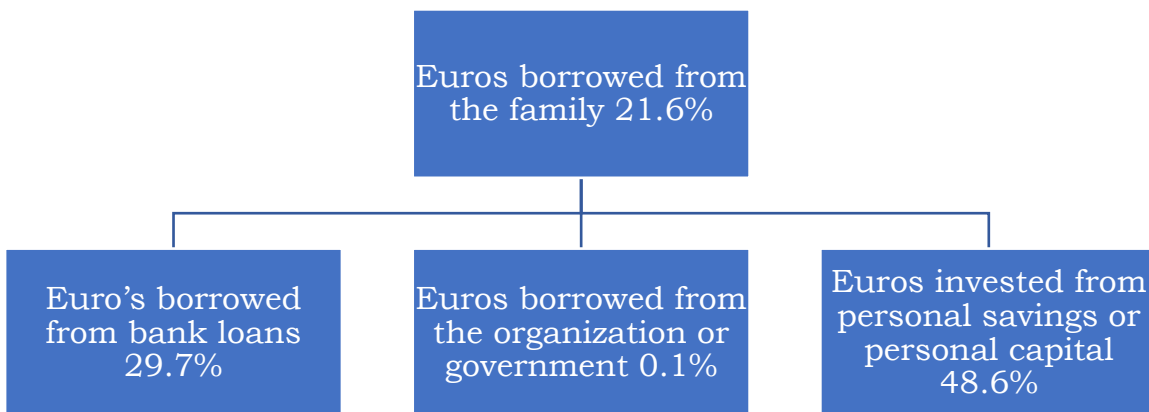 Euros borrowed from
the family 21.6%
Euro’s borrowed
from bank loans
29.7%
Euros borrowed from
the organization or
government 0.1%
Euros invested from
personal savings or
personal capital
48.6%